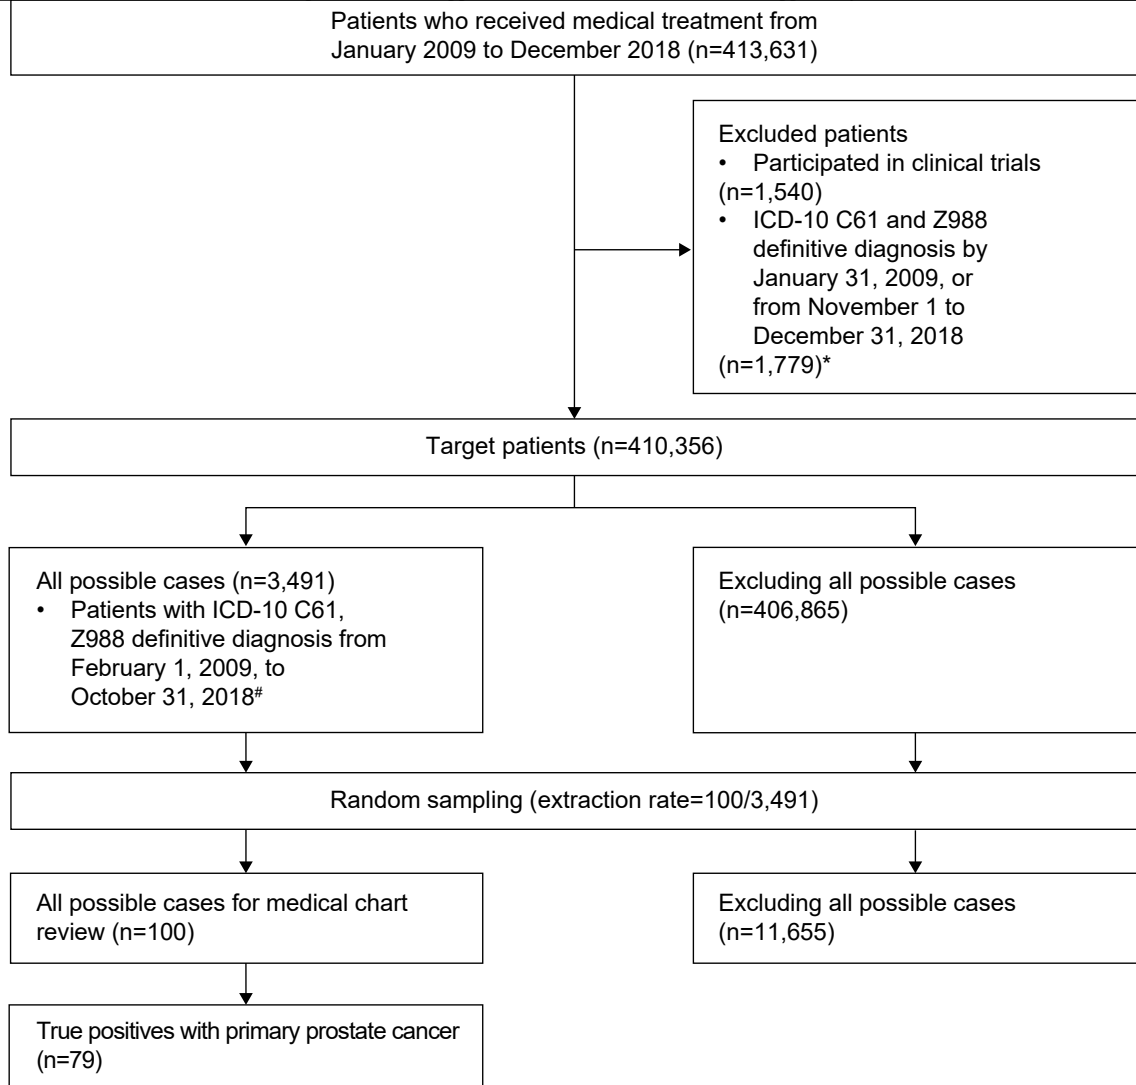 Patients who received medical treatment from
January 2009 to December 2018 (n=413,631)
Excluded patients
• Participated in clinical trials
(n=1,540)
• ICD-10 C61 and Z988
definitive diagnosis by
January 31, 2009, or
from November 1 to
December 31, 2018
(n=1,779)*
Target patients (n=410,356)
All possible cases (n=3,491)
• Patients with ICD-10 C61,
Z988 definitive diagnosis from
February 1, 2009, to
October 31, 2018#
Excluding all possible cases
(n=406,865)
Random sampling (extraction rate=100/3,491)
All possible cases for medical chart
review (n=100)
Excluding all possible cases
(n=11,655)
True positives with primary prostate cancer
(n=79)